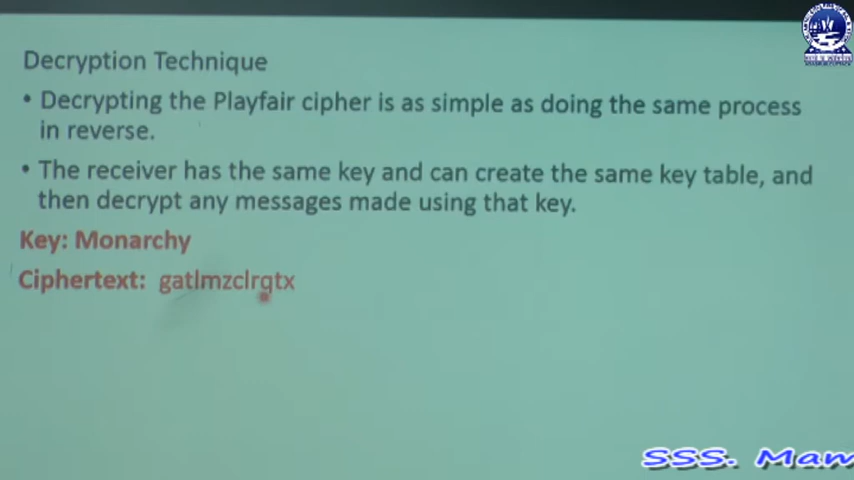 Decryption Technique
• Decrypting the Playfair cipher is as simple as doing the same process
in reverse.
• The receiver has the same key and can create the same key table, and
then decrypt any messages made using that key.
Key: Monarchy
Ciphertext: gatlmzclrqtx
SSS. Mam